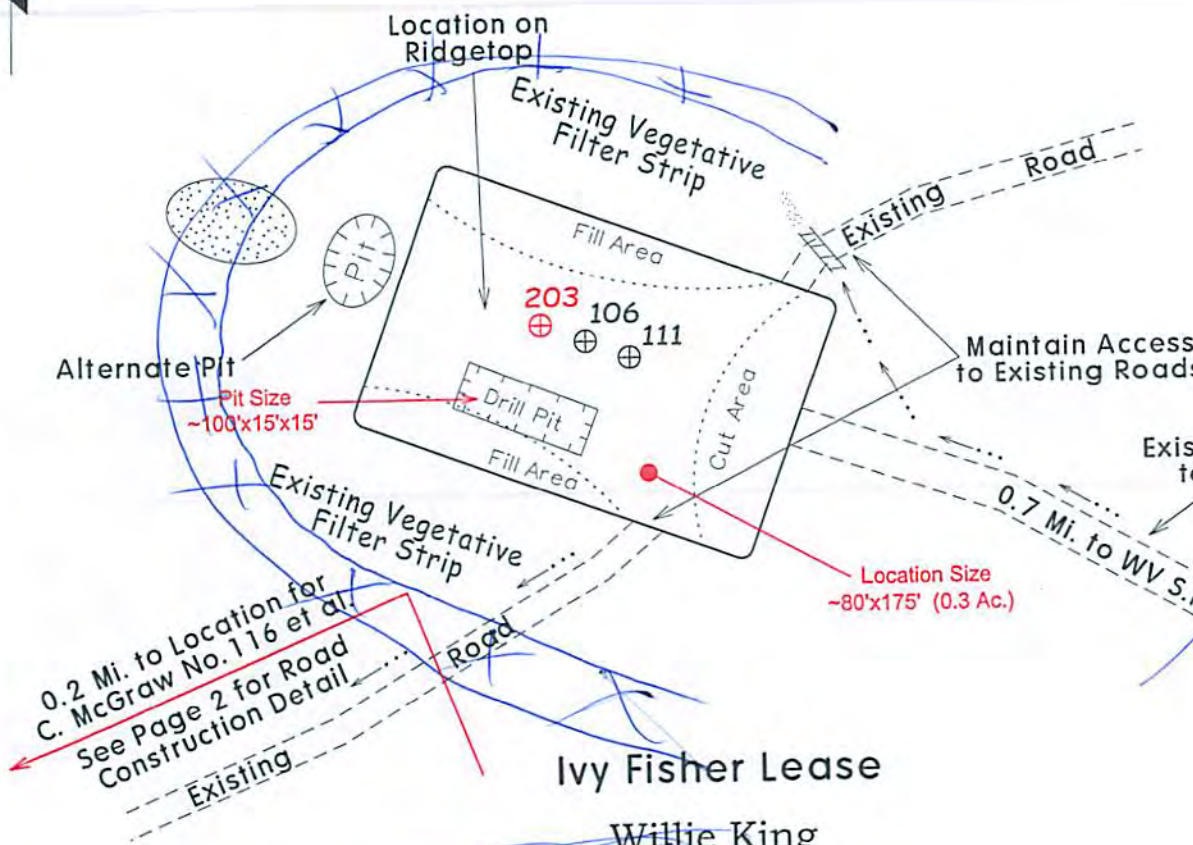 Location on
Ridgetop
Existing Vegetative
Filter Strip
Existing
Road
Fill Area
Pit
203
106
111
Maintain Access
to Existing Roads
Alternate Pit
Pit Size
~100'x15'x15'
Drill Pit
Cut Area
Fill Area
0.7 Mi. to WV S.
Existing Vegetative
Filter Strip
Location Size
~80'x175' (0.3 Ac.)
0.2 Mi. to Location for
C. McGraw No. 116 et al.
See Page 2 for Road
Construction Detail
Existing
Road
Ivy Fisher Lease
Willie King